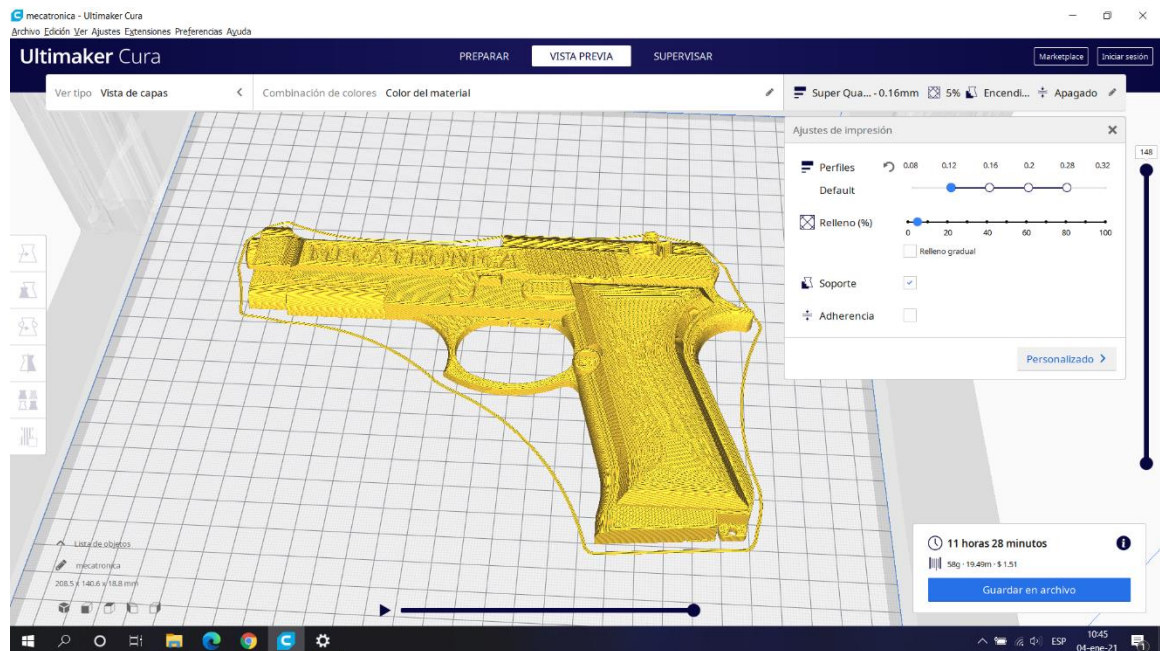 mecatronica - Ultimaker Cura
Archivo Edición Ver Ajustes Extensiones Preferencias Ayuda
Ultimaker Cura
PREPARAR VISTA PREVIA SUPERVISAR
Marketplace Iniciar sesión
Ver tipo Vista de capas
Combinación de colores Color del material
Super Qua... - 0.16mm 5% Encendi... Apagado
Ajustes de impresión
148
Perfiles 0.08 0.12 0.16 0.2 0.28 0.32
Default
Relleno (%)
0 20 40 60 80 100
Relleno gradual
Soporte
Adherencia
Personalizado
MECATRONICA
Lista de objetos
mecatronica
208.5 x 140.6 x 18.8 mm
11 horas 28 minutos
58g · 19.49m · $ 1.51
Guardar en archivo
ESP
10:45
04-ene-21